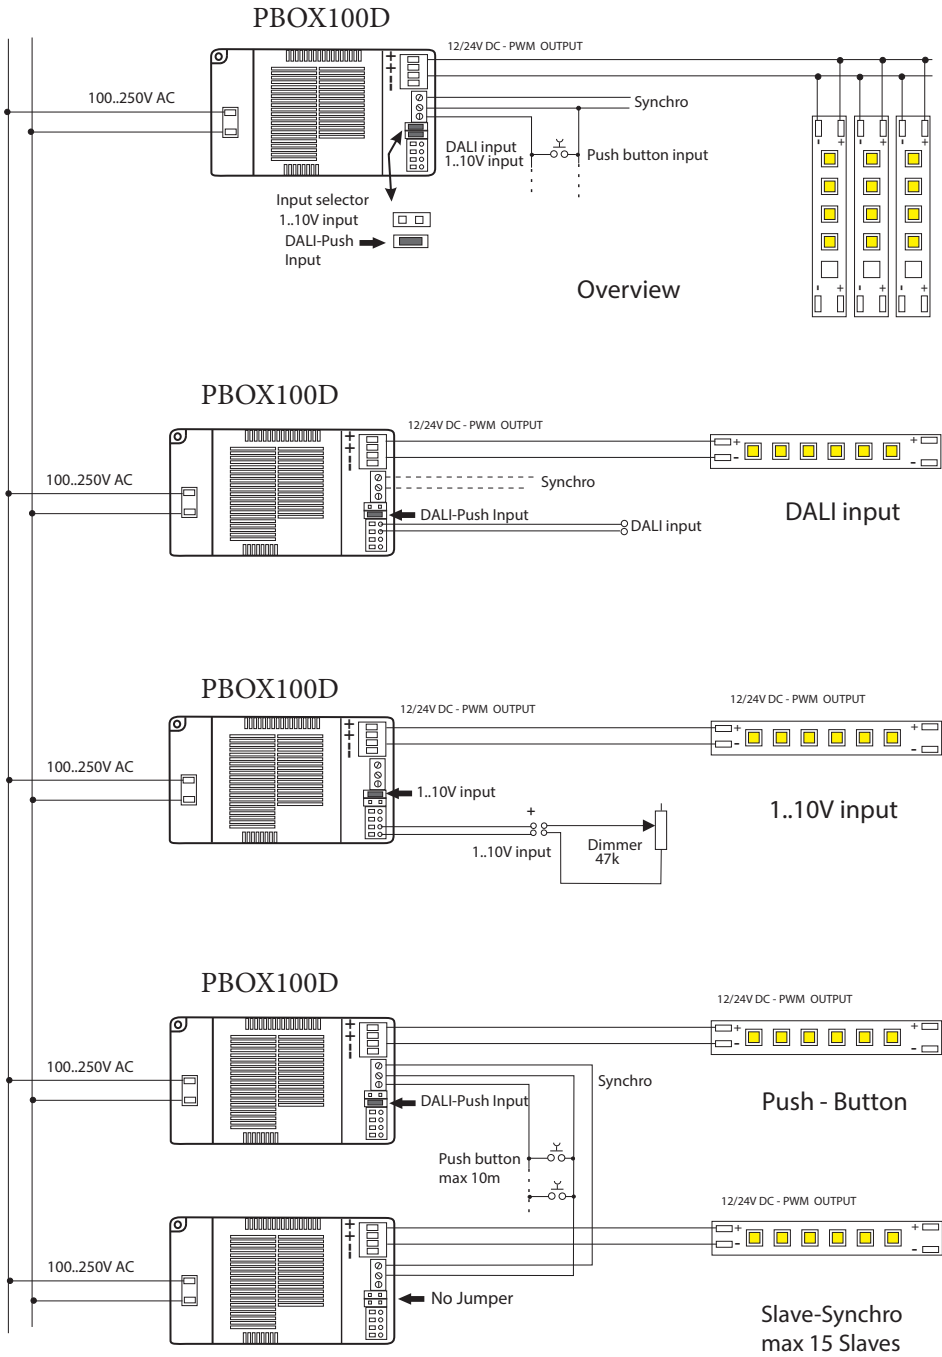 PBOX100D
12/24V DC - PWM OUTPUT
100..250V AC
Synchro
DALI input
1..10V input
Push button input
Input selector
1..10V input
DALI-Push
Input
Overview
PBOX100D
12/24V DC - PWM OUTPUT
100..250V AC
Synchro
DALI-Push Input
DALI input
DALI input
PBOX100D
12/24V DC - PWM OUTPUT
12/24V DC - PWM OUTPUT
100..250V AC
1..10V input
1..10V input
+
1..10V input
Dimmer
47k
PBOX100D
12/24V DC - PWM OUTPUT
100..250V AC
Synchro
DALI-Push Input
Push - Button
Push button
max 10m
12/24V DC - PWM OUTPUT
100..250V AC
No Jumper
Slave-Synchro
max 15 Slaves